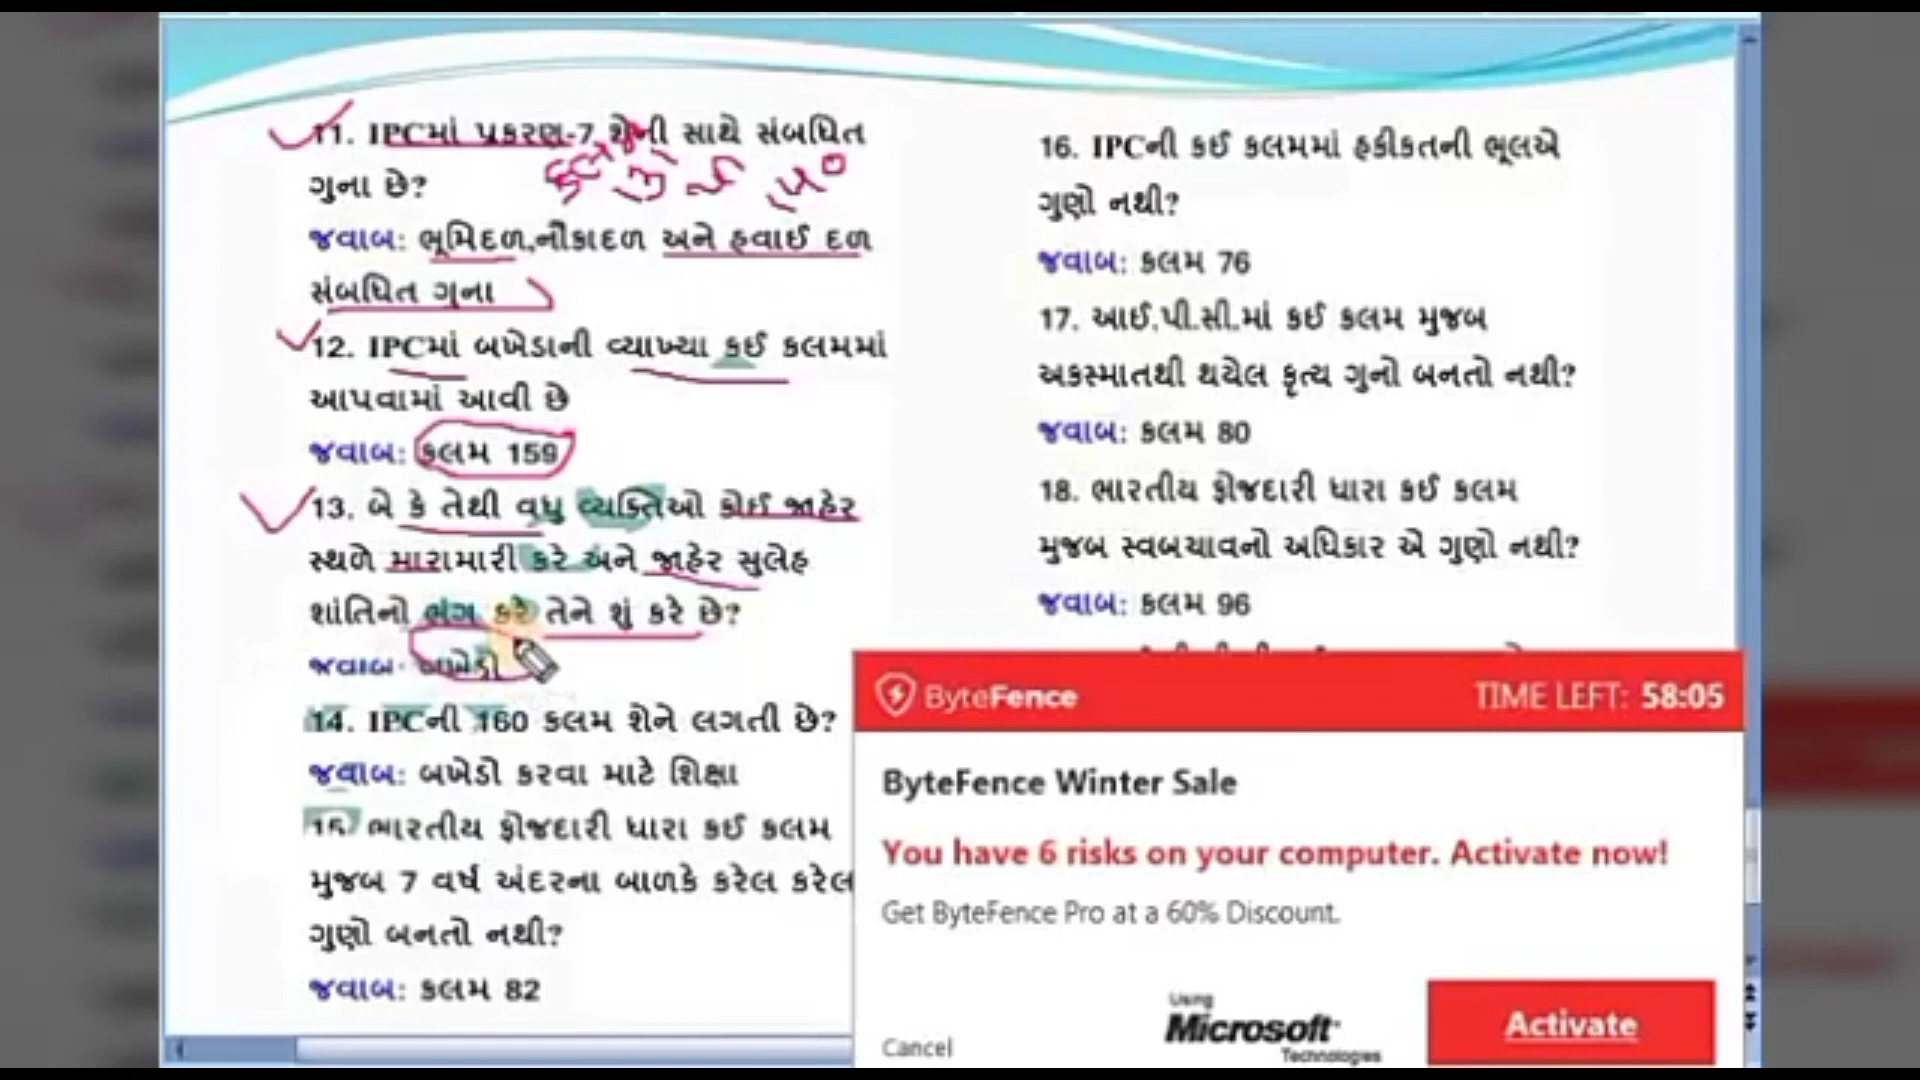 11. IPCમાં પ્રકરણ-7 શેની સાથે સંબધિત
ગુના છે?
જવાબ: ભૂમિદળ,નૌકાદળ અને હવાઈ દળ
સંબધિત ગુના
12. IPCમાં બખેડાની વ્યાખ્યા કઈ કલમમાં
આપવામાં આવી છે
જવાબ: કલમ 159
13. બે કે તેથી વધુ વ્યક્તિઓ કોઈ જાહેર
સ્થળે મારામારી કરે અને જાહેર સુલેહ
શાંતિનો ભંગ કરે તેને શું કરે છે?
જવાબ: બખેડો
14. IPCની 160 કલમ શેને લગતી છે?
જવાબ: બખેડો કરવા માટે શિક્ષા
15. ભારતીય ફોજદારી ધારા કઈ કલમ
મુજબ 7 વર્ષ અંદરના બાળકે કરેલ કરેલ
ગુણો બનતો નથી?
જવાબ: કલમ 82
16. IPCની કઈ કલમમાં હકીકતની ભૂલએ
ગુણો નથી?
જવાબ: કલમ 76
17. આઈ.પી.સી.માં કઈ કલમ મુજબ
અકસ્માતથી થયેલ કૃત્ય ગુનો બનતો નથી?
જવાબ: કલમ 80
18. ભારતીય ફોજદારી ધારા કઈ કલમ
મુજબ સ્વબચાવનો અધિકાર એ ગુણો નથી?
જવાબ: કલમ 96
ByteFence TIME LEFT: 58:05
ByteFence Winter Sale
You have 6 risks on your computer. Activate now!
Get ByteFence Pro at a 60% Discount.
Cancel
Using
Microsoft
Technologies
Activate